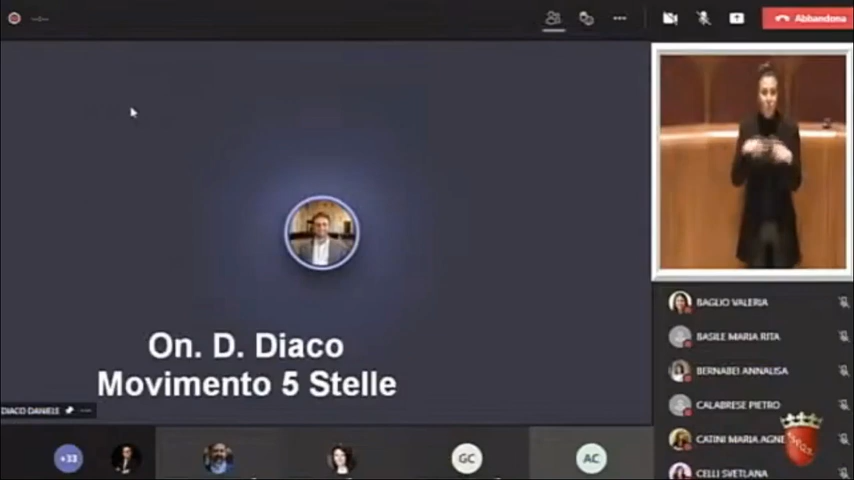 Abbandona
On. D. Diaco
Movimento 5 Stelle
DIACO DANIELE
BAGLIO VALERIA
BASILE MARIA RITA
BERNABEI ANNALISA
CALABRESE PIETRO
CATINI MARIA AGNE
CELLI SVETLANA
+33
GC
AC